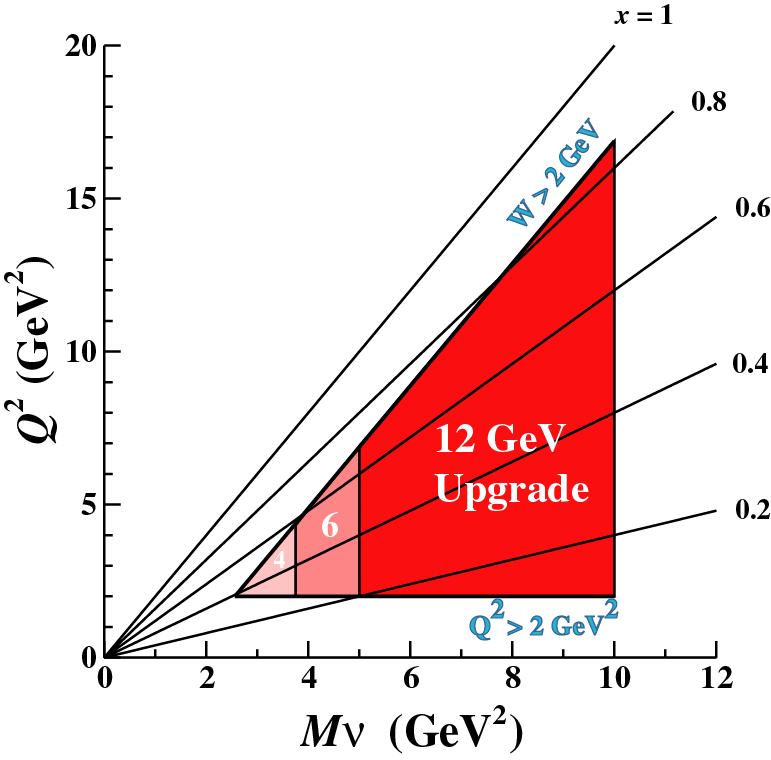 x = 1
20
0.8
W > 2 GeV
15
0.6
Q² (GeV²)
10
0.4
12 GeV
Upgrade
6
5
4
0.2
Q² > 2 GeV²
0
0 2 4 6 8 10 12
Mν (GeV²)